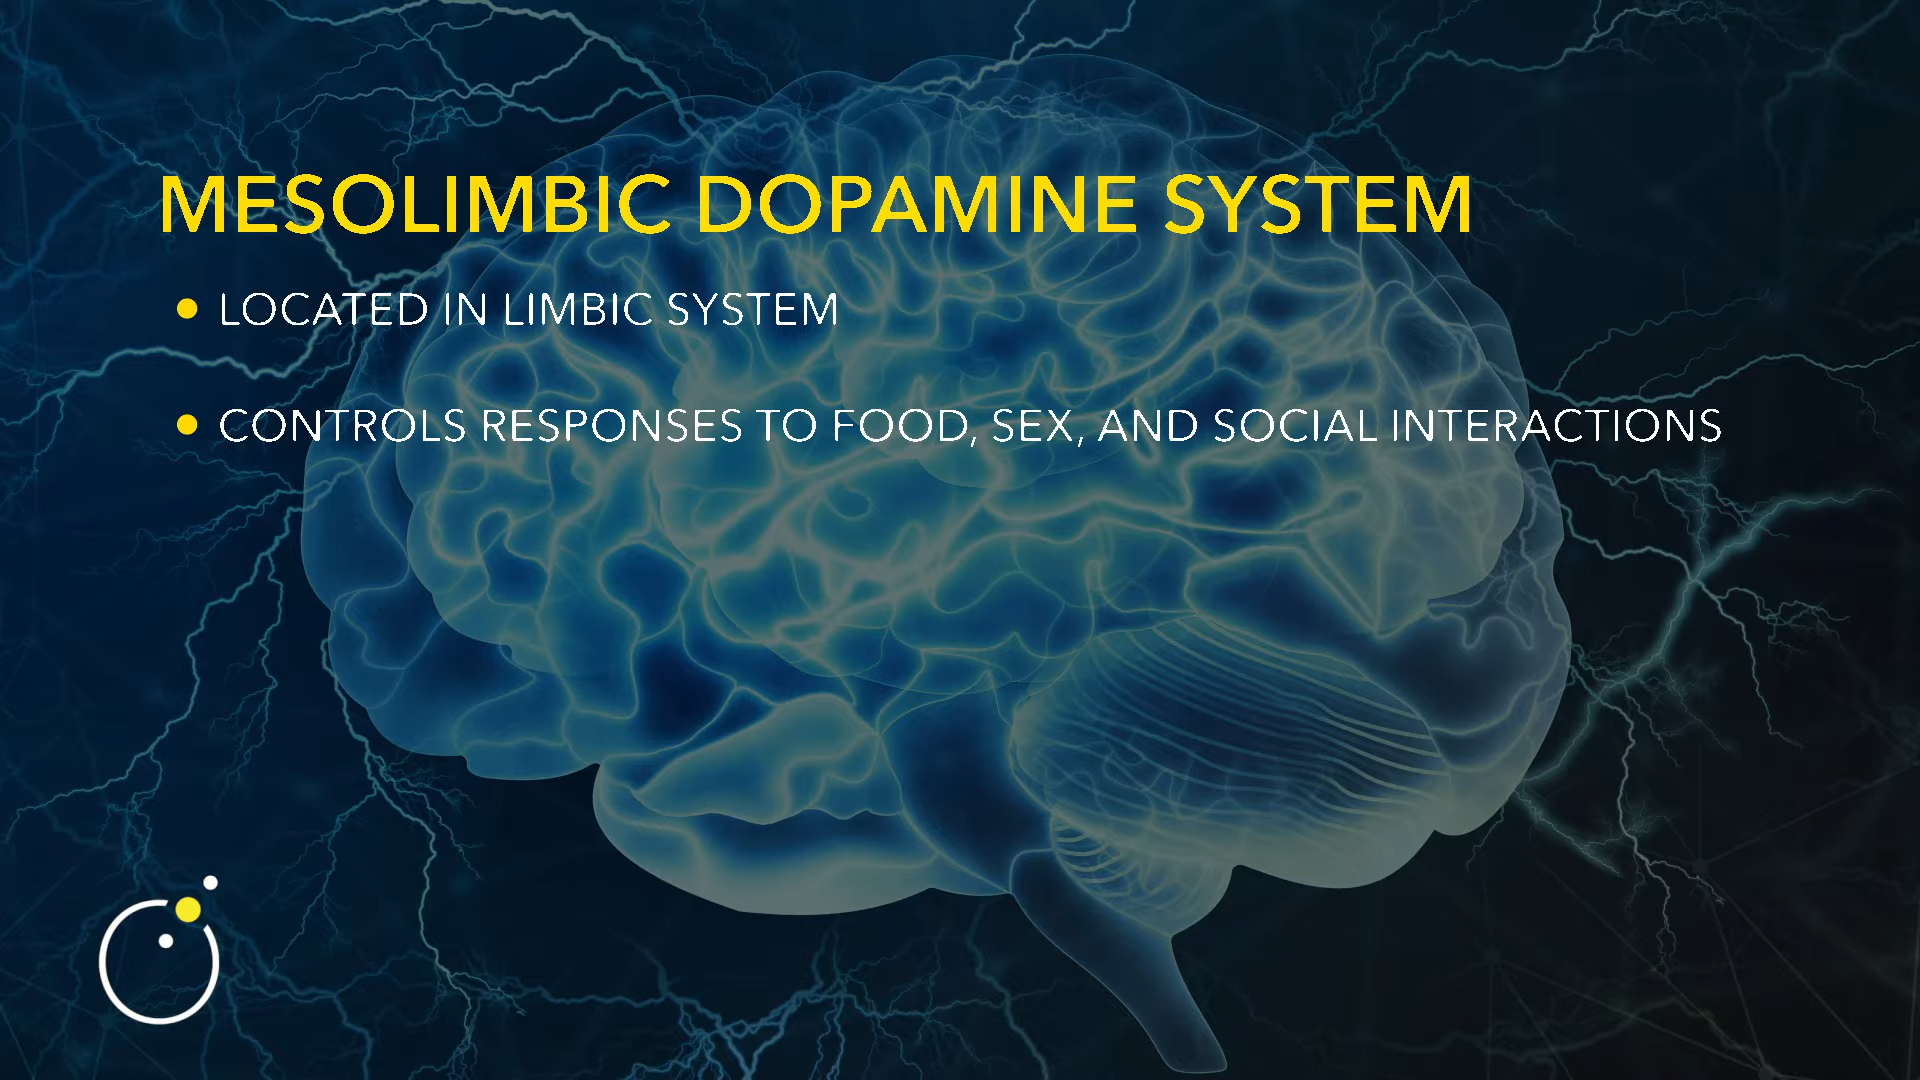 MESOLIMBIC DOPAMINE SYSTEM
• LOCATED IN LIMBIC SYSTEM
• CONTROLS RESPONSES TO FOOD, SEX, AND SOCIAL INTERACTIONS